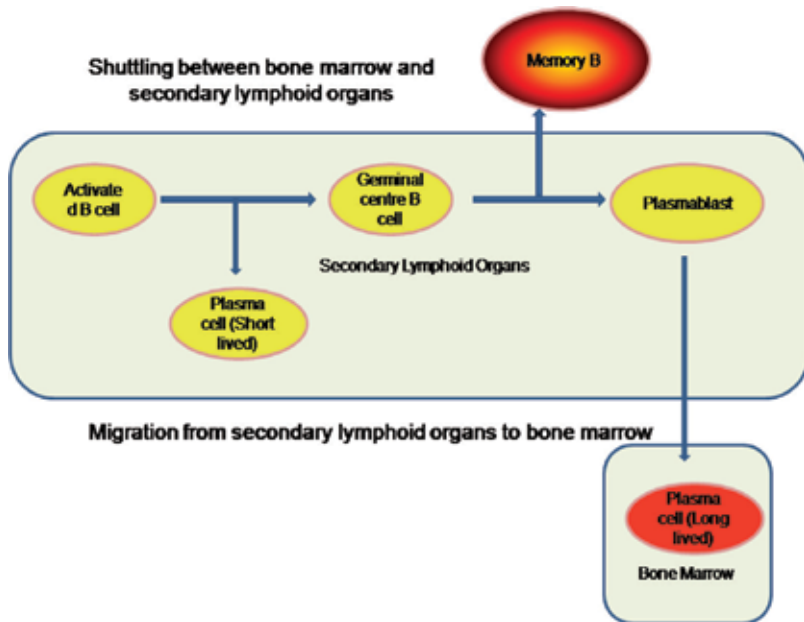 Shuttling between bone marrow and
secondary lymphoid organs
Memory B
Activate
d B cell
Germinal
centre B
cell
Plasmablast
Secondary Lymphoid Organs
Plasma
cell (Short
lived)
Migration from secondary lymphoid organs to bone marrow
Plasma
cell (Long
lived)
Bone Marrow